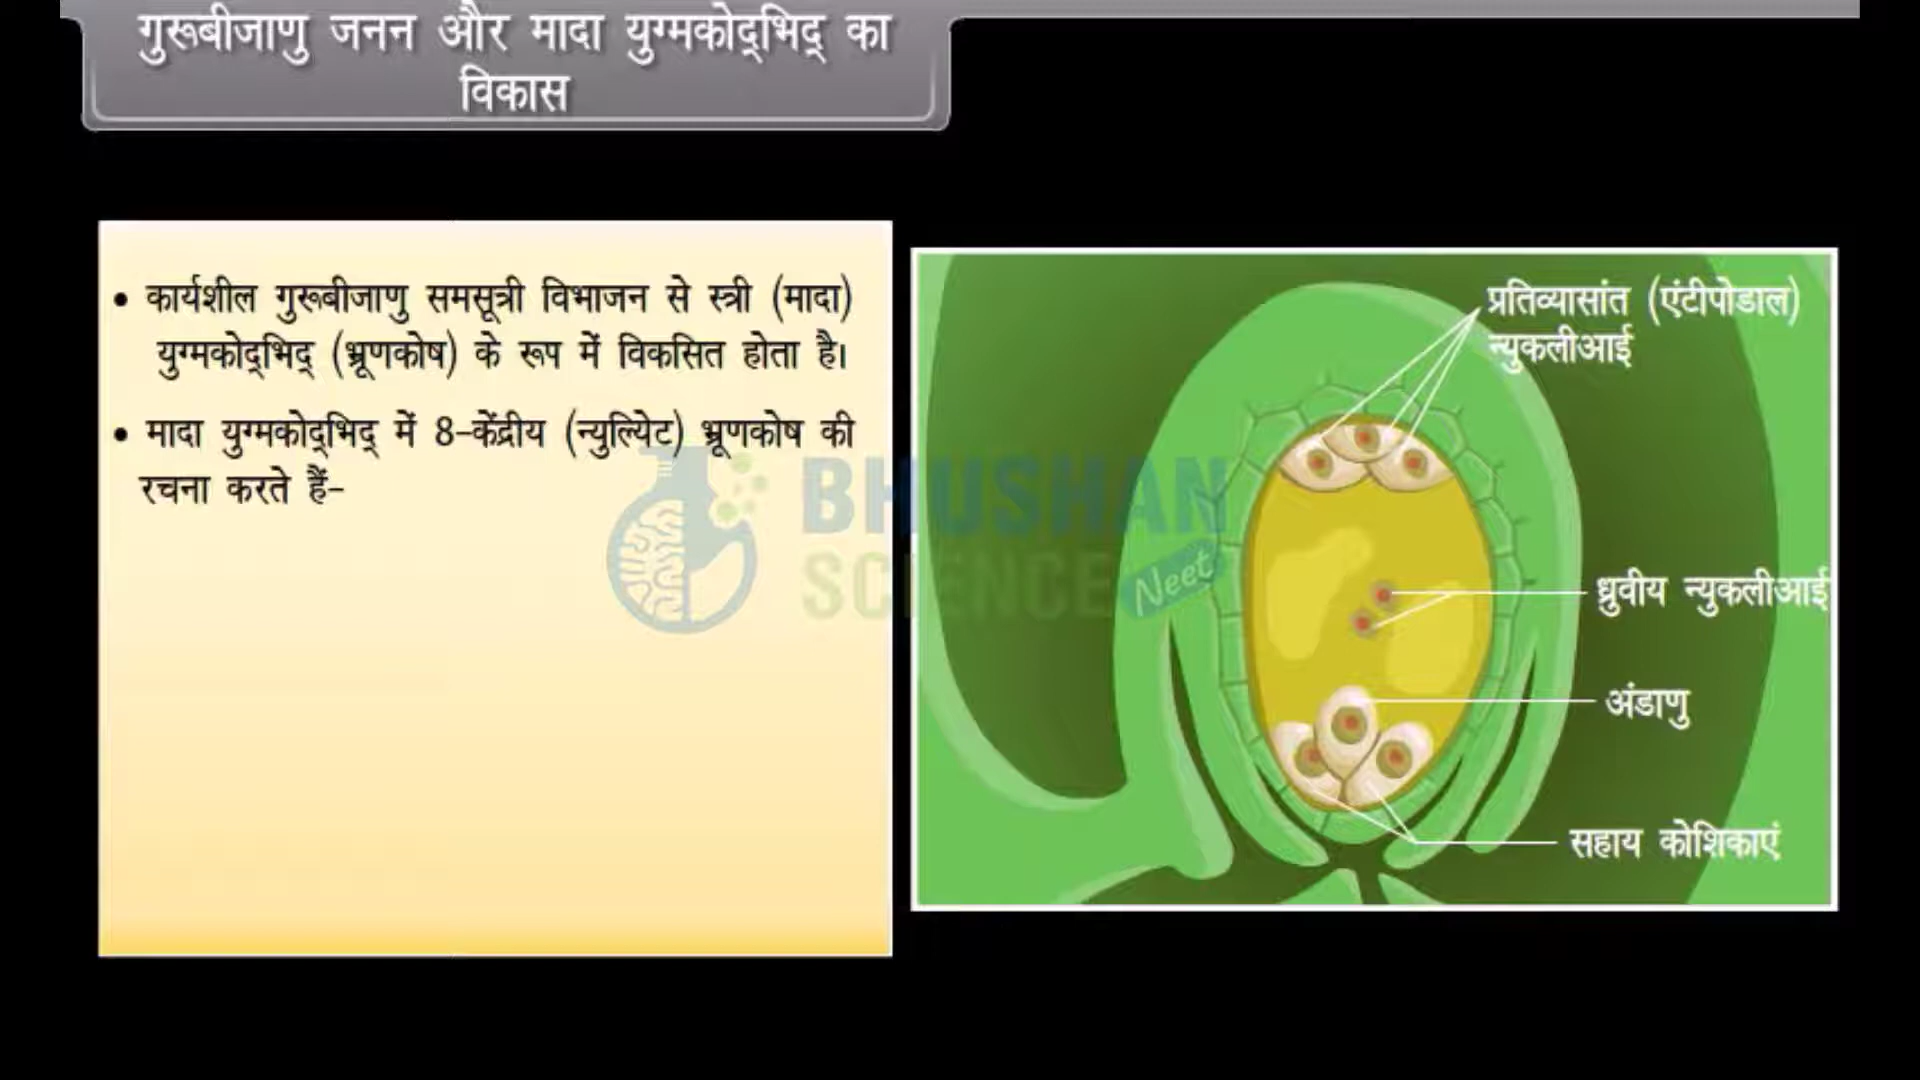 गुरूबीजाणु जनन और मादा युग्मकोद्भिद् का
विकास
• कार्यशील गुरूबीजाणु समसूत्री विभाजन से स्त्री (मादा)
युग्मकोद्भिद् (भ्रूणकोष) के रूप में विकसित होता है।
• मादा युग्मकोद्भिद् में 8-केंद्रीय (न्युल्यिेट) भ्रूणकोष की
रचना करते हैं-
प्रतिव्यासांत (एंटीपोडाल)
न्युकलीआई
ध्रुवीय न्युकलीआई
अंडाणु
सहाय कोशिकाएं
BHUSHAN
SCIENCE Neet